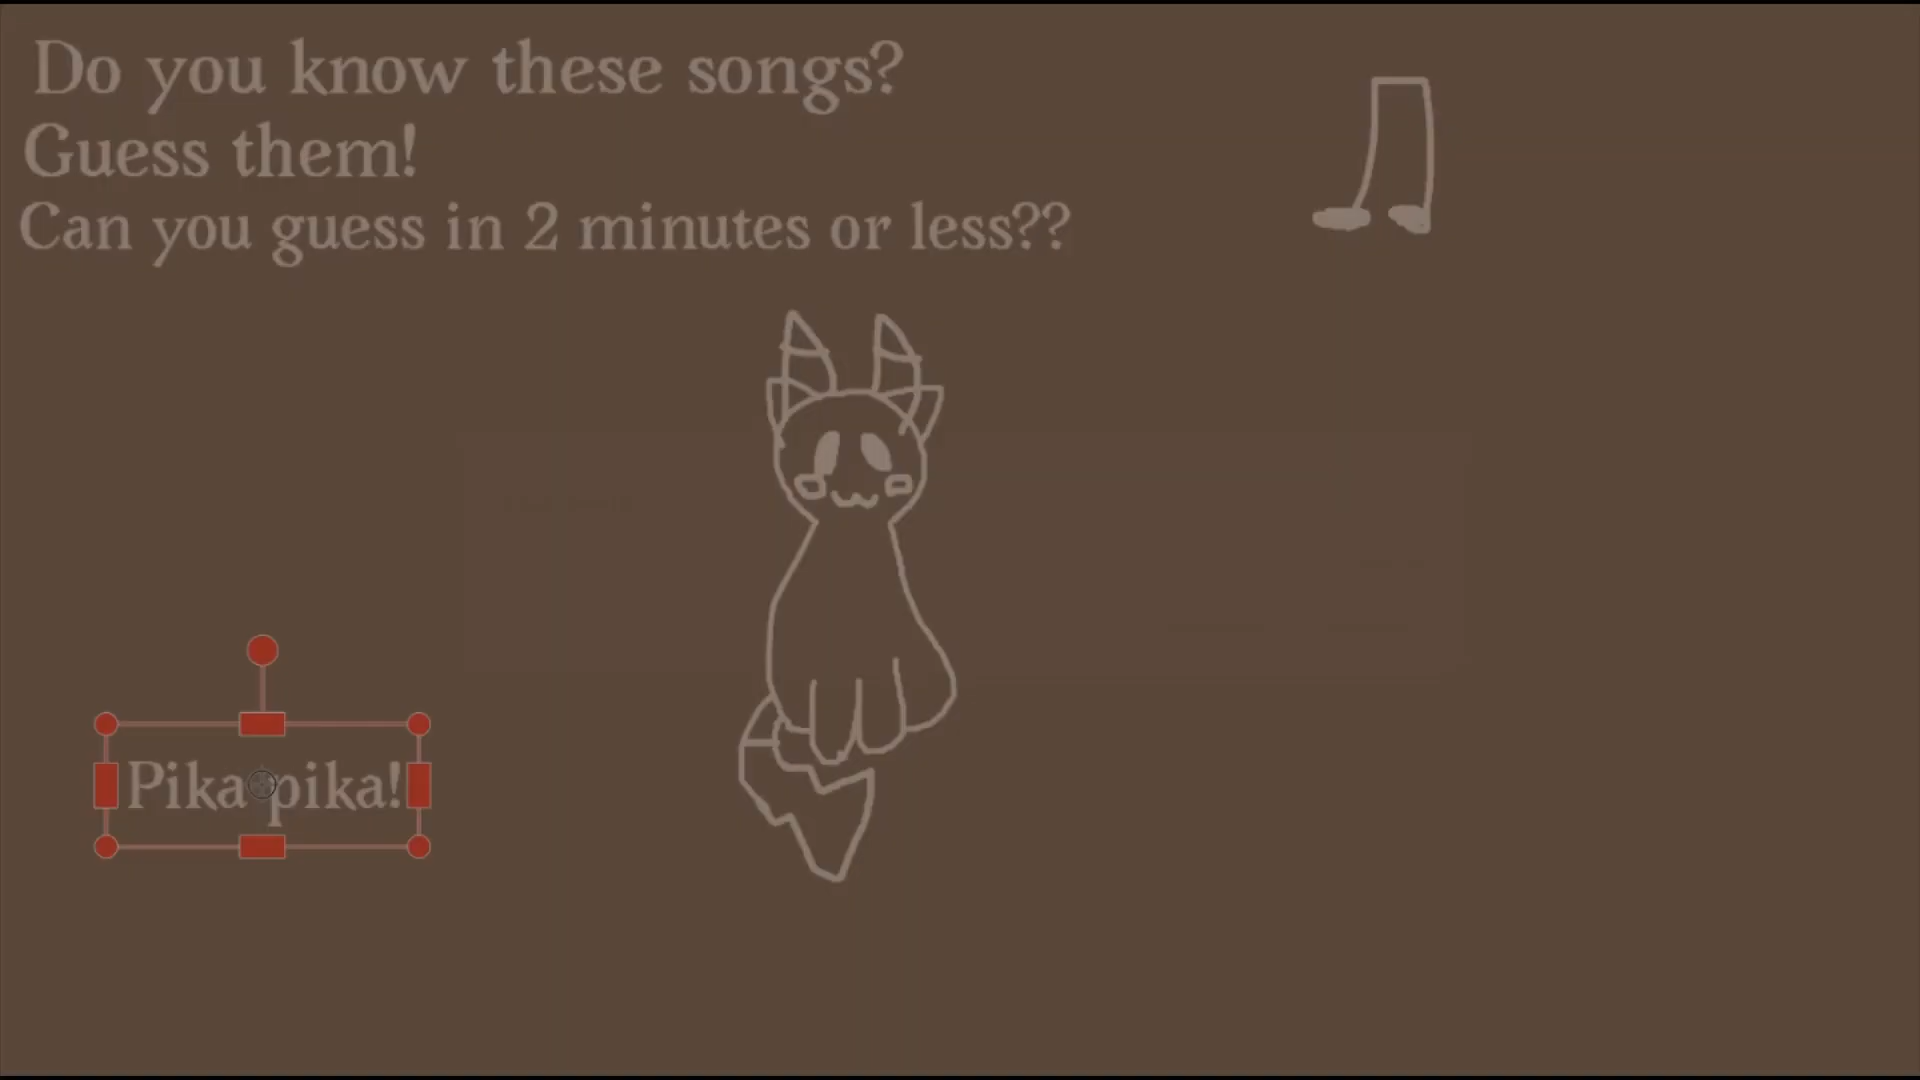 Do you know these songs?
Guess them!
Can you guess in 2 minutes or less??
Pika pika!